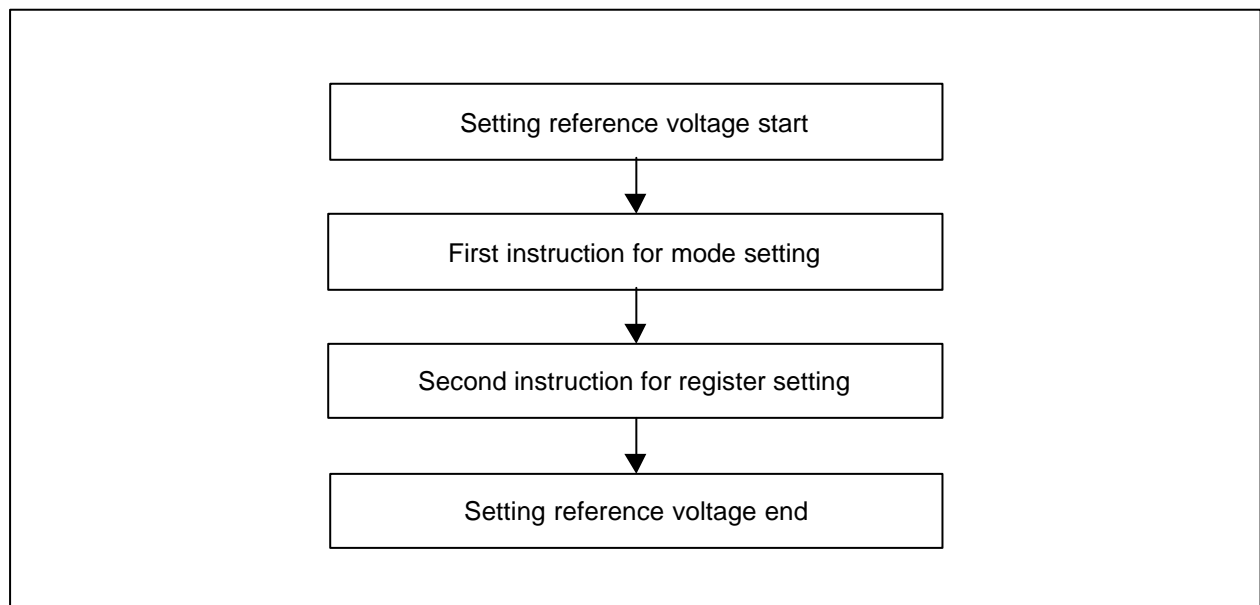 Setting reference voltage start
First instruction for mode setting
Second instruction for register setting
Setting reference voltage end